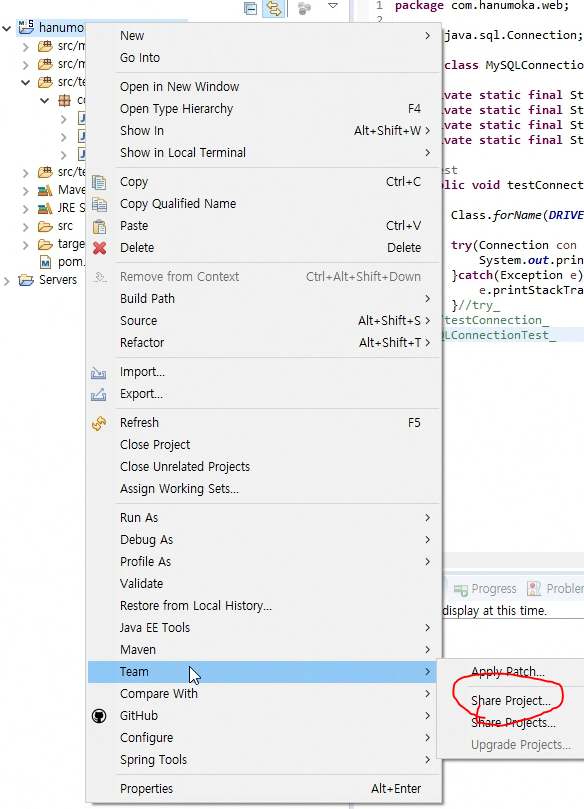 hanumoka
src/m
src/m
src/te
co
src/te
Mave
JRE S
src
targe
pom.
Servers
New
Go Into
Open in New Window
Open Type Hierarchy F4
Show In Alt+Shift+W
Show in Local Terminal
Copy Ctrl+C
Copy Qualified Name
Paste Ctrl+V
Delete Delete
Remove from Context Ctrl+Alt+Shift+Down
Build Path
Source Alt+Shift+S
Refactor Alt+Shift+T
Import...
Export...
Refresh F5
Close Project
Close Unrelated Projects
Assign Working Sets...
Run As
Debug As
Profile As
Validate
Restore from Local History...
Java EE Tools
Maven
Team
Compare With
GitHub
Configure
Spring Tools
Properties Alt+Enter
Apply Patch...
Share Project...
Share Projects...
Upgrade Projects...
1 package com.hanumoka.web;
2
java.sql.Connection;
class MySQLConnectio
vate static final St
vate static final St
vate static final St
vate static final St
st
lic void testConnect
Class.forName(DRIVE
try(Connection con
System.out.prin
}catch(Exception e)
e.printStackTra
}//try_
/testConnection_
QLConnectionTest_
Progress Problem
display at this time.